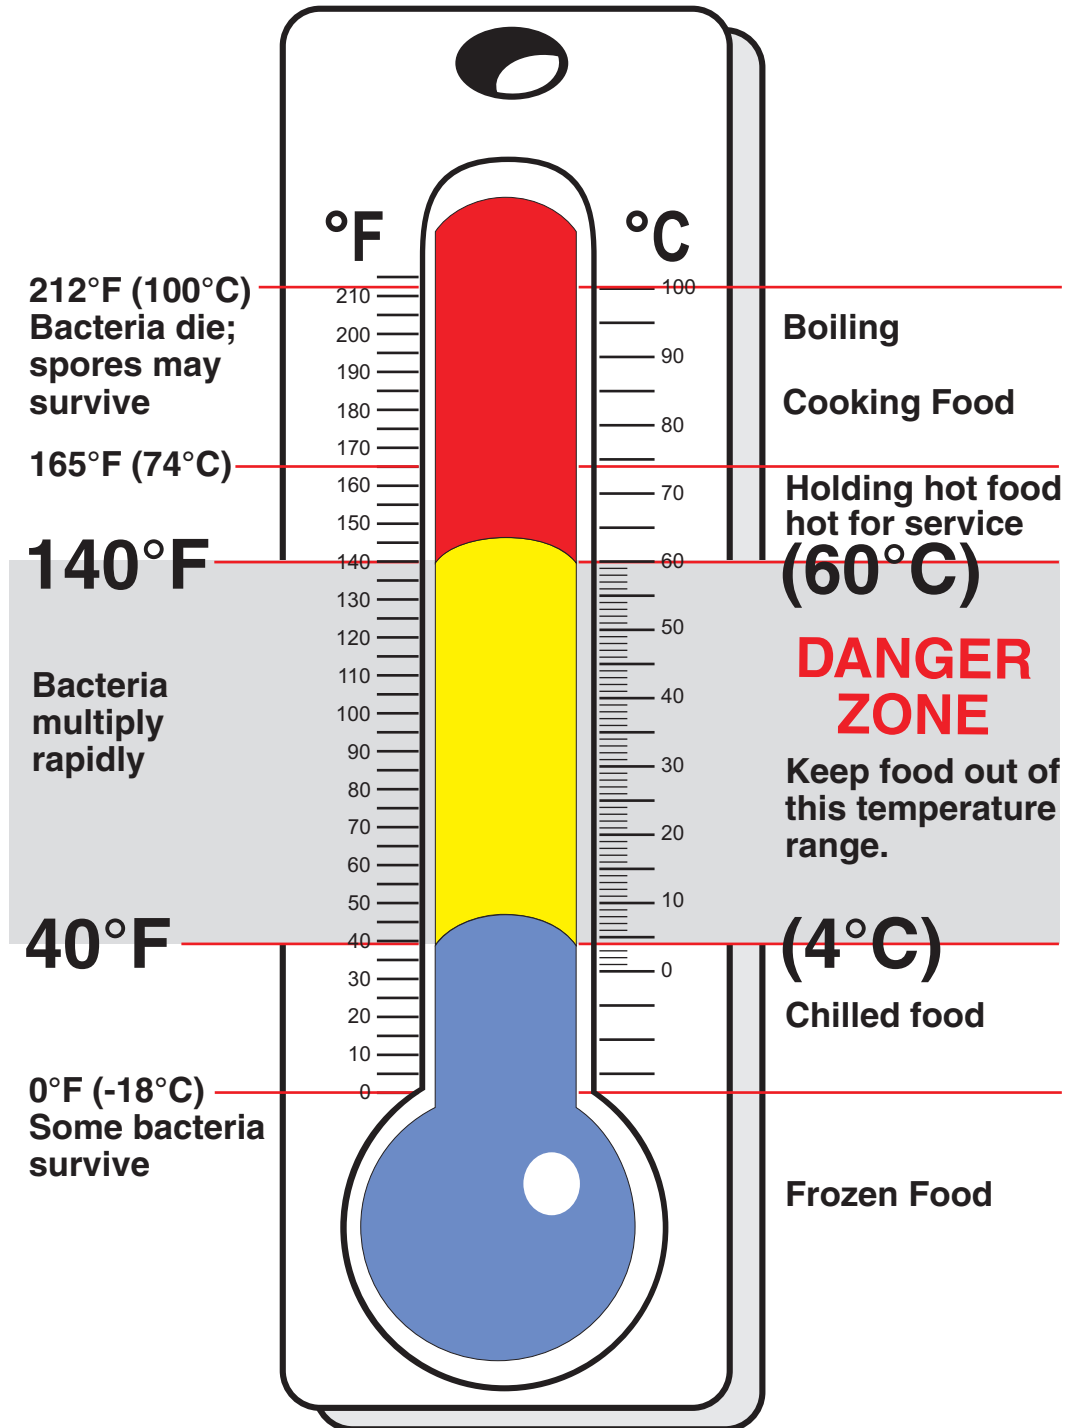 °F
°C
212°F (100°C)
Bacteria die;
spores may
survive
165°F (74°C)
140°F
Bacteria
multiply
rapidly
40°F
0°F (-18°C)
Some bacteria
survive
210
200
190
180
170
160
150
140
130
120
110
100
90
80
70
60
50
40
30
20
10
0
100
90
80
70
60
50
40
30
20
10
0
Boiling
Cooking Food
Holding hot food
hot for service
(60°C)
DANGER
ZONE
Keep food out of
this temperature
range.
(4°C)
Chilled food
Frozen Food